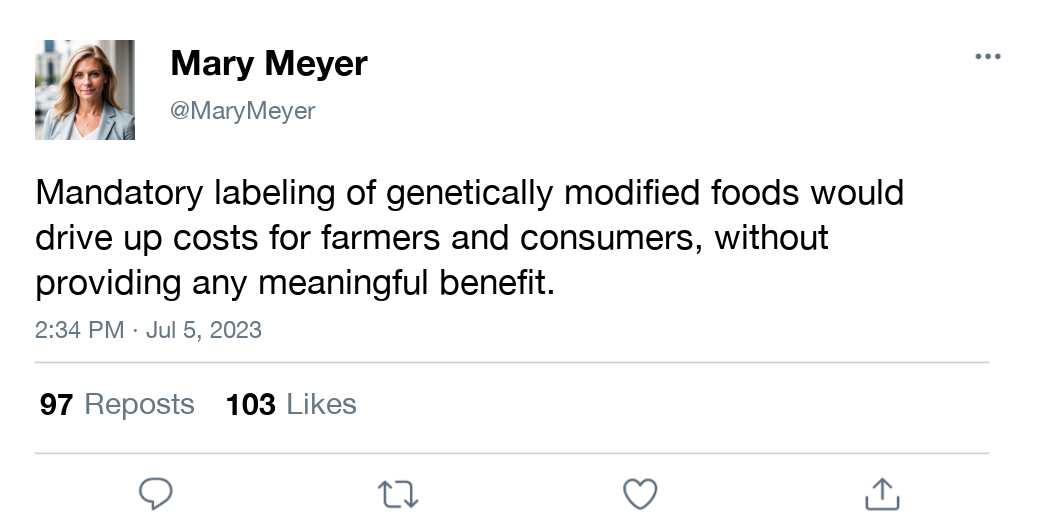 Mary Meyer
@MaryMeyer
Mandatory labeling of genetically modified foods would
drive up costs for farmers and consumers, without
providing any meaningful benefit.
2:34 PM · Jul 5, 2023
97 Reposts 103 Likes